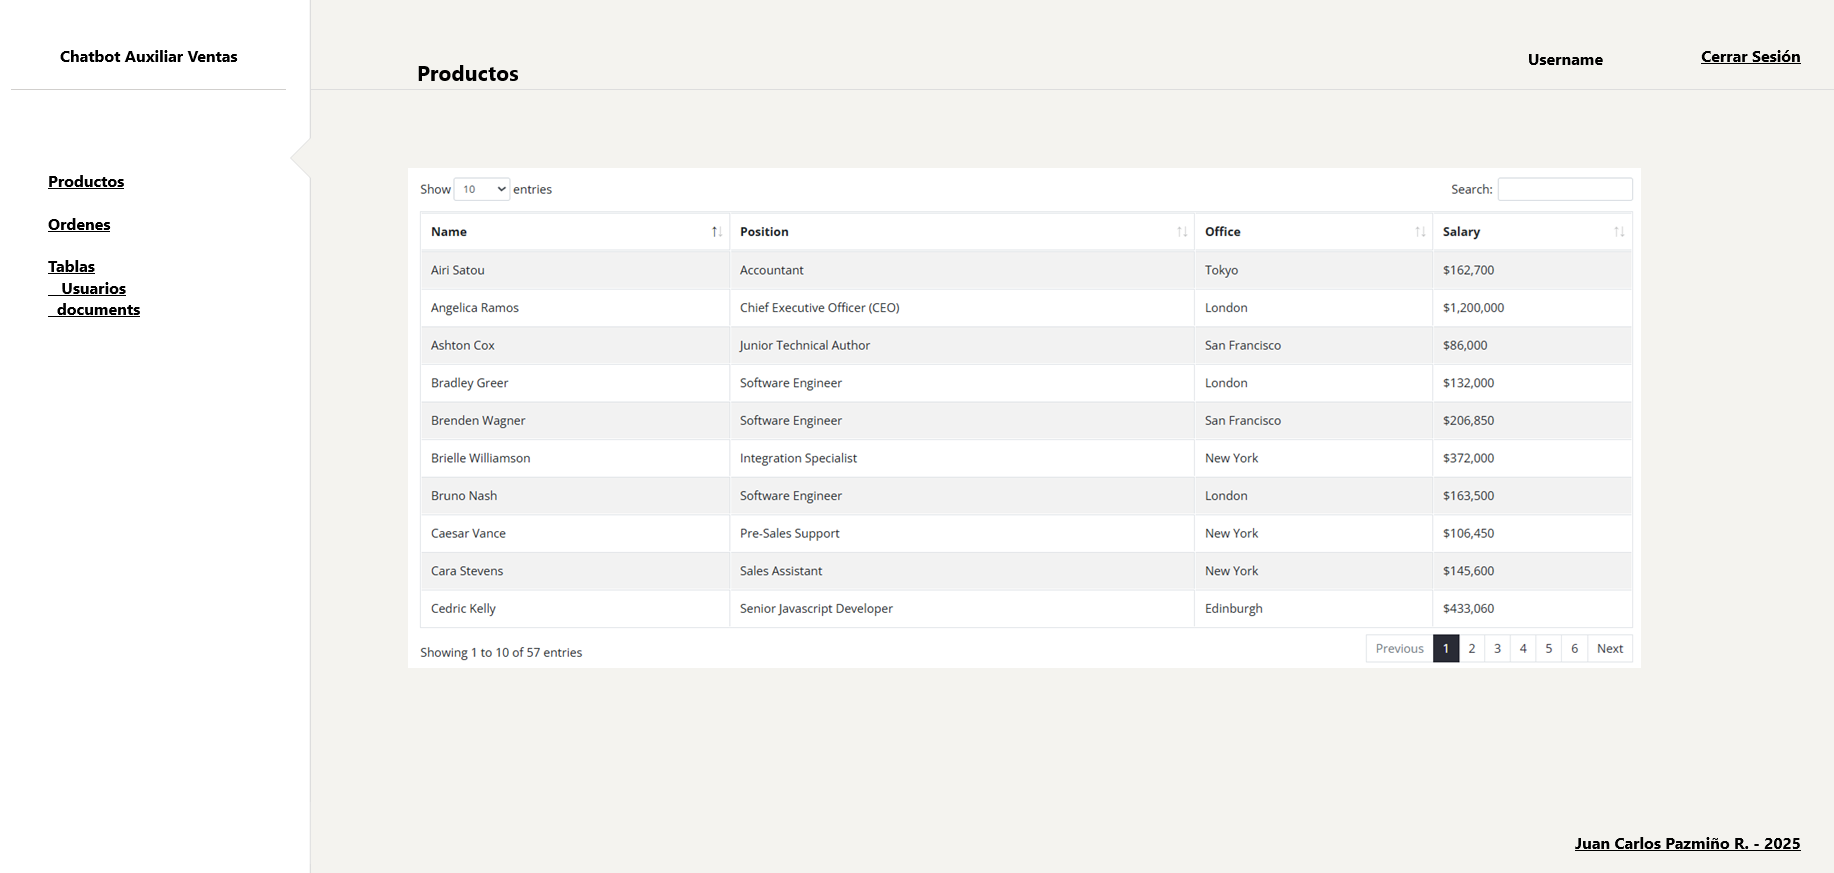 Chatbot Auxiliar Ventas
Productos
Username
Cerrar Sesión
Productos
Ordenes
Tablas
Usuarios
documents
Show 10 entries
Search:
Name Position Office Salary
Airi Satou Accountant Tokyo $162,700
Angelica Ramos Chief Executive Officer (CEO) London $1,200,000
Ashton Cox Junior Technical Author San Francisco $86,000
Bradley Greer Software Engineer London $132,000
Brenden Wagner Software Engineer San Francisco $206,850
Brielle Williamson Integration Specialist New York $372,000
Bruno Nash Software Engineer London $163,500
Caesar Vance Pre-Sales Support New York $106,450
Cara Stevens Sales Assistant New York $145,600
Cedric Kelly Senior Javascript Developer Edinburgh $433,060
Showing 1 to 10 of 57 entries
Previous 1 2 3 4 5 6 Next
Juan Carlos Pazmiño R. - 2025